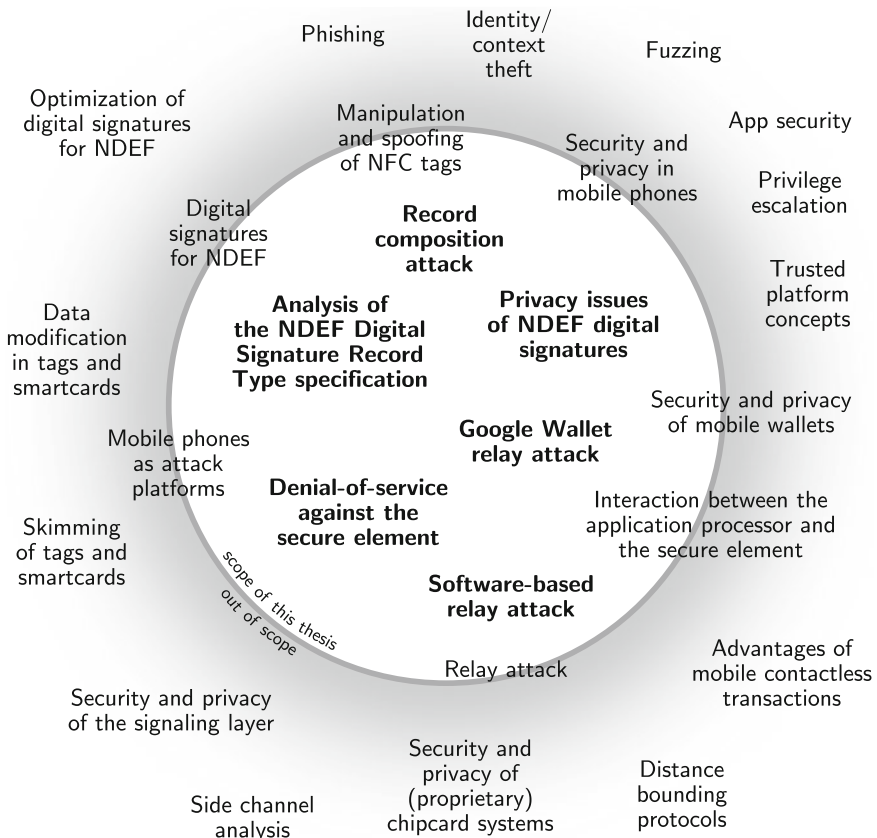 Phishing
Identity/
context
theft
Fuzzing
Optimization of
digital signatures
for NDEF
Manipulation
and spoofing
of NFC tags
App security
Security and
privacy in
mobile phones
Privilege
escalation
Digital
signatures
for NDEF
Record
composition
attack
Trusted
platform
concepts
Analysis of
the NDEF Digital
Signature Record
Type specification
Privacy issues
of NDEF digital
signatures
Data
modification
in tags and
smartcards
Security and privacy
of mobile wallets
Google Wallet
relay attack
Mobile phones
as attack
platforms
Denial-of-service
against the
secure element
Interaction between the
application processor and
the secure element
Skimming
of tags and
smartcards
scope of this thesis
out of scope
Software-based
relay attack
Relay attack
Advantages of
mobile contactless
transactions
Security and privacy
of the signaling layer
Security and
privacy of
(proprietary)
chipcard systems
Distance
bounding
protocols
Side channel
analysis